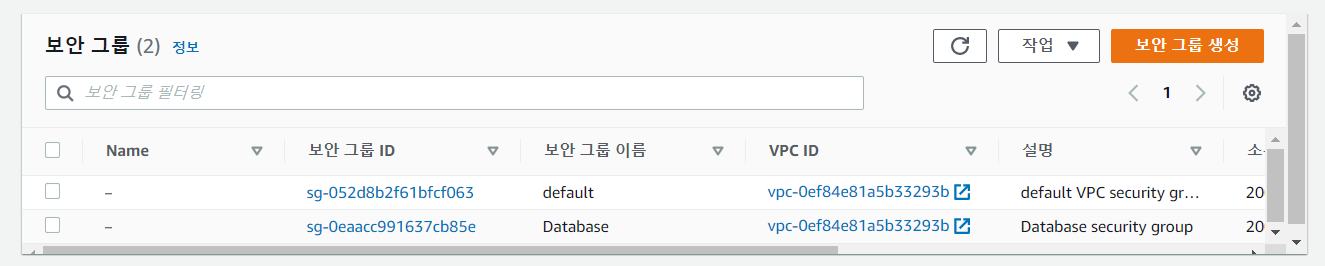 보안 그룹 (2) 정보
작업
보안 그룹 생성
보안 그룹 필터링
1
Name 보안 그룹 ID 보안 그룹 이름 VPC ID 설명
– sg-052d8b2f61bfcf063 default vpc-0ef84e81a5b33293b default VPC security gr… 20
– sg-0eaacc991637cb85e Database vpc-0ef84e81a5b33293b Database security group 20